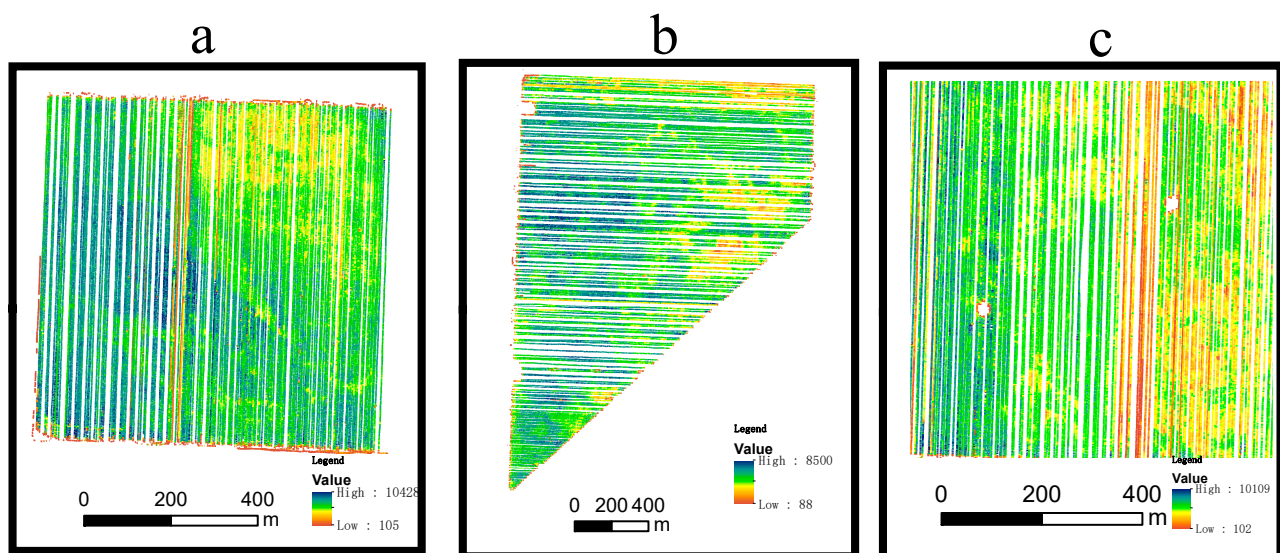 a
b
c
Legend
Value
High : 10428
Low : 105
0 200 400
m
Legend
Value
High : 8500
Low : 88
0 200 400
m
Legend
Value
High : 10109
Low : 102
0 200 400
m